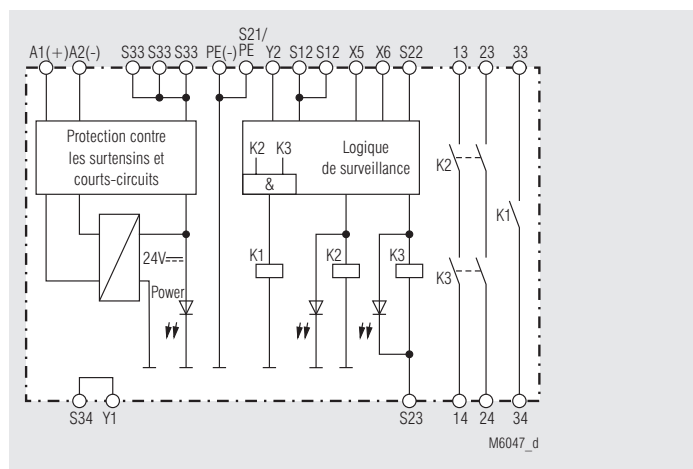 S21/
A1(+) A2(-) S33 S33 S33 PE(-) PE Y2 S12 S12 X5 X6 S22 13 23 33
Protection contre
les surtensins et
courts-circuits
K2 K3
&
Logique
de surveillance
K2
K1
24V
K1 K2 K3
K3
Power
S34 Y1 S23 14 24 34
M6047_d